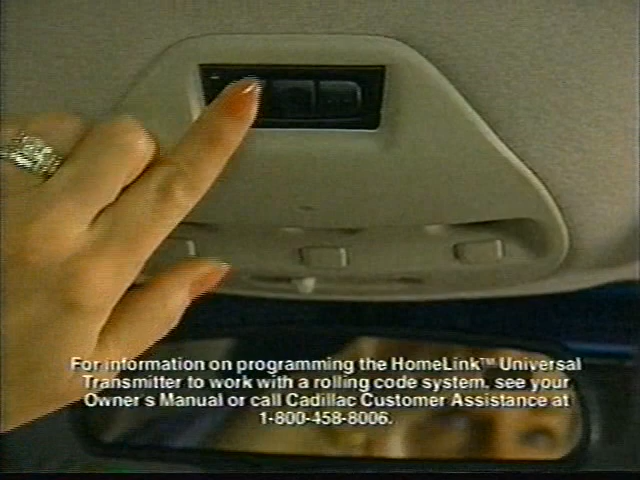 For information on programming the HomeLink™ Universal
Transmitter to work with a rolling code system, see your
Owner's Manual or call Cadillac Customer Assistance at
1-800-458-8006.